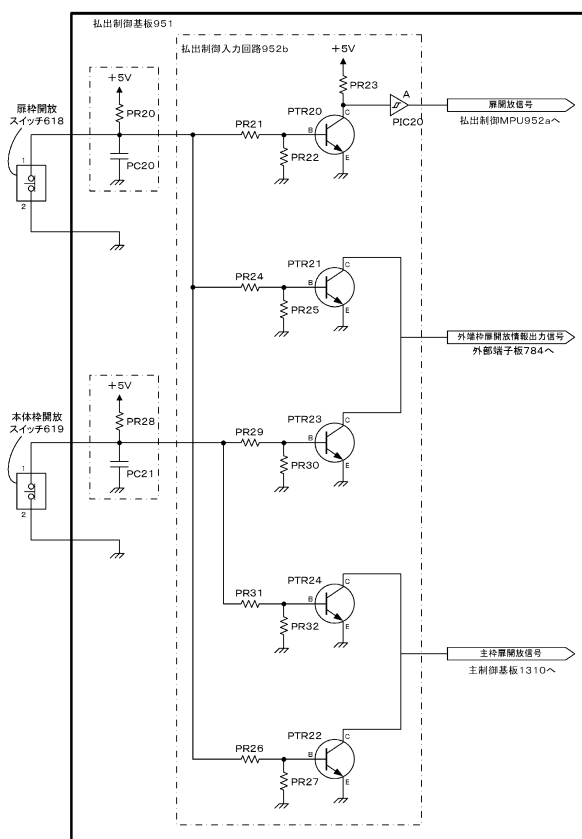 払出制御基板951
払出制御入力回路952b
+5V
PR20
PC20
扉枠開放
スイッチ618
1
2
+5V
PR23
PTR20
C
B
E
PR21
PR22
A
PIC20
扉開放信号
払出制御MPU952aへ
PTR21
C
B
E
PR24
PR25
外端枠扉開放情報出力信号
外部端子板784へ
+5V
PR28
PC21
本体枠開放
スイッチ619
1
2
PTR23
C
B
E
PR29
PR30
PTR24
C
B
E
PR31
PR32
主枠扉開放信号
主制御基板1310へ
PTR22
C
B
E
PR26
PR27